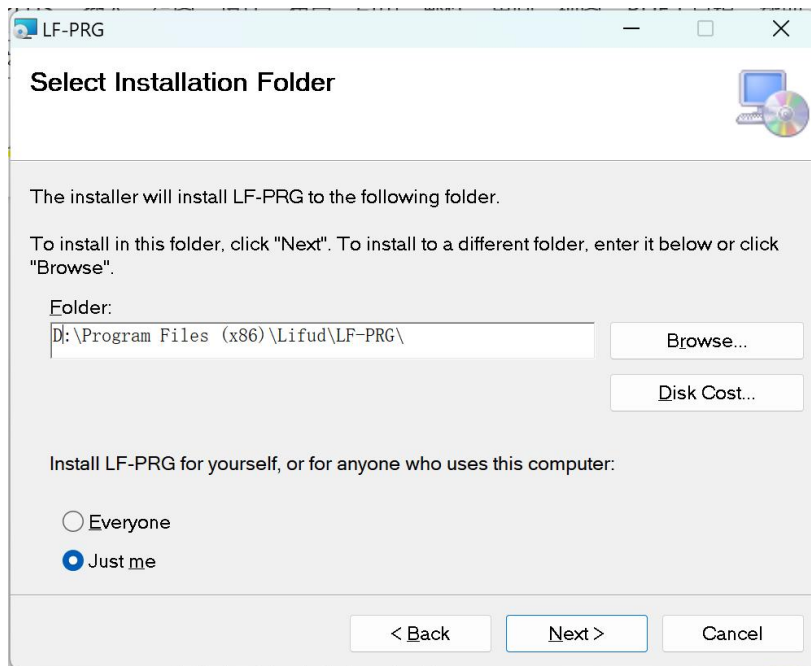 LF-PRG
Select Installation Folder
The installer will install LF-PRG to the following folder.
To install in this folder, click "Next". To install to a different folder, enter it below or click
"Browse".
Folder:
D:\Program Files (x86)\Lifud\LF-PRG\
Browse...
Disk Cost...
Install LF-PRG for yourself, or for anyone who uses this computer:
Everyone
Just me
< Back
Next >
Cancel